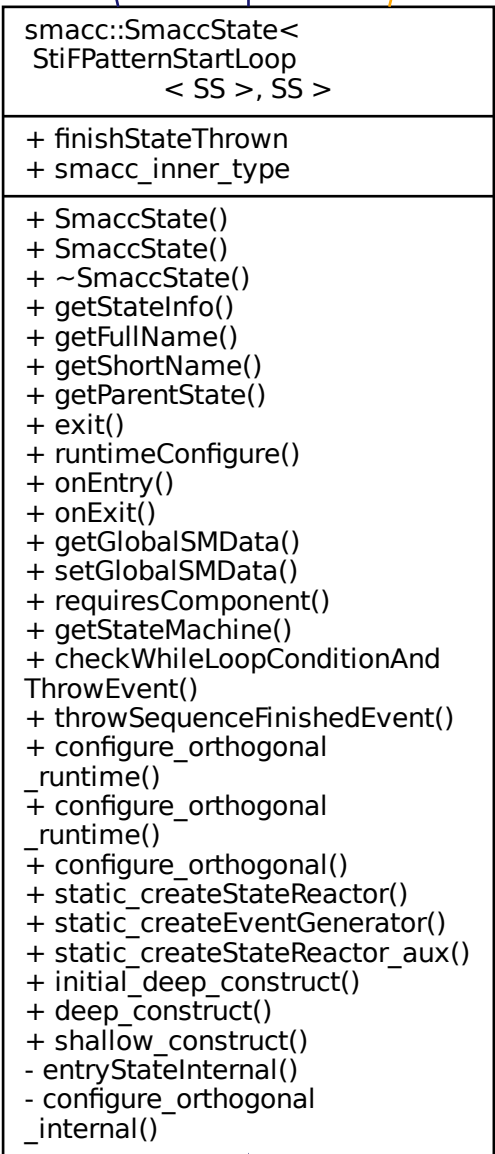 smacc::SmaccState<
StiFPatternStartLoop
< SS >, SS >
+ finishStateThrown
+ smacc_inner_type
+ SmaccState()
+ SmaccState()
+ ~SmaccState()
+ getStateInfo()
+ getFullName()
+ getShortName()
+ getParentState()
+ exit()
+ runtimeConfigure()
+ onEntry()
+ onExit()
+ getGlobalSMData()
+ setGlobalSMData()
+ requiresComponent()
+ getStateMachine()
+ checkWhileLoopConditionAnd
ThrowEvent()
+ throwSequenceFinishedEvent()
+ configure_orthogonal
_runtime()
+ configure_orthogonal
_runtime()
+ configure_orthogonal()
+ static_createStateReactor()
+ static_createEventGenerator()
+ static_createStateReactor_aux()
+ initial_deep_construct()
+ deep_construct()
+ shallow_construct()
- entryStateInternal()
- configure_orthogonal
_internal()